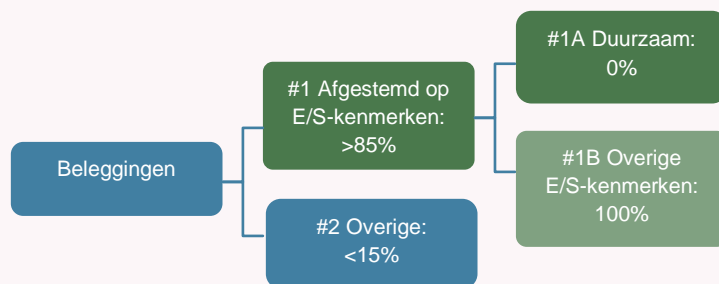 Beleggingen
#1 Afgestemd op
E/S-kenmerken:
>85%
#2 Overige:
<15%
#1A Duurzaam:
0%
#1B Overige
E/S-kenmerken:
100%